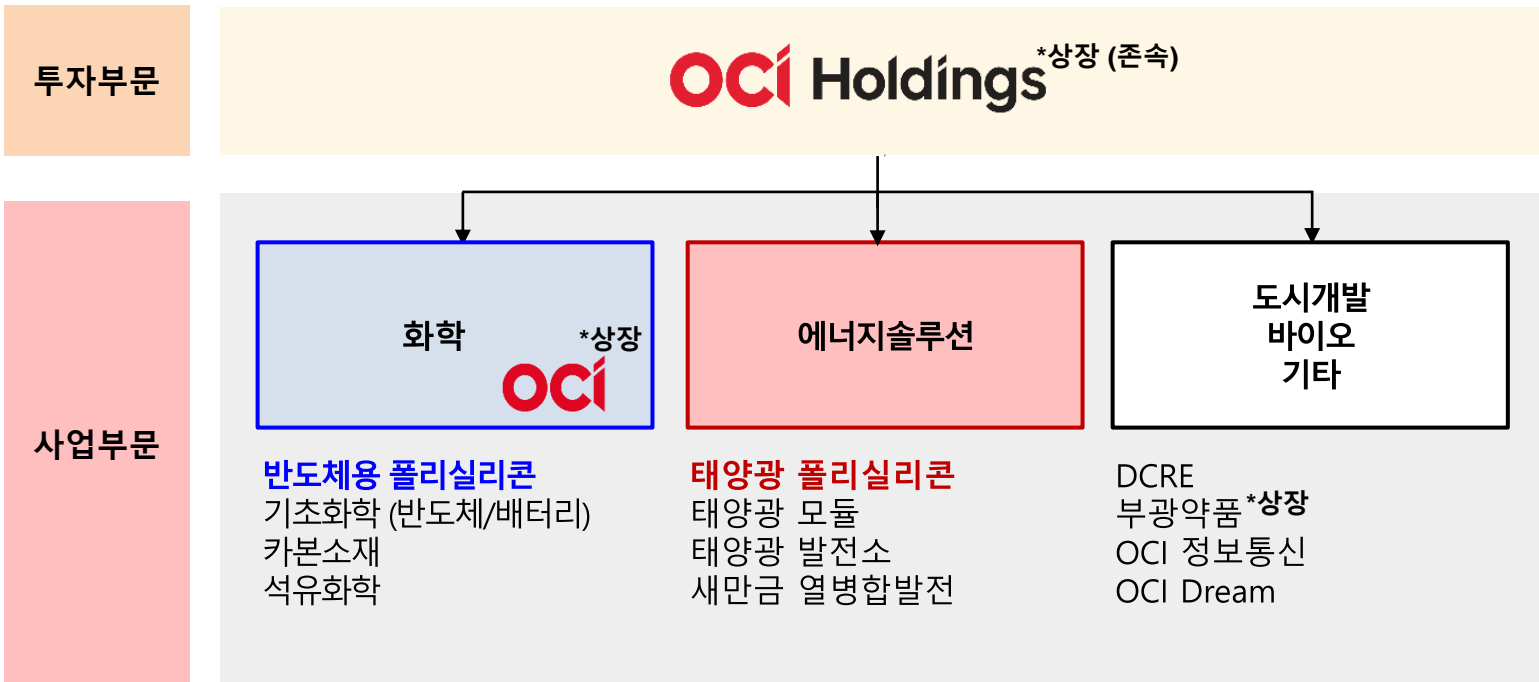 투자부문
OCI Holdings*상장 (존속)
사업부문
화학
*상장
OCI
에너지솔루션
도시개발
바이오
기타
반도체용 폴리실리콘
기초화학 (반도체/배터리)
카본소재
석유화학
태양광 폴리실리콘
태양광 모듈
태양광 발전소
새만금 열병합발전
DCRE
부광약품*상장
OCI 정보통신
OCI Dream